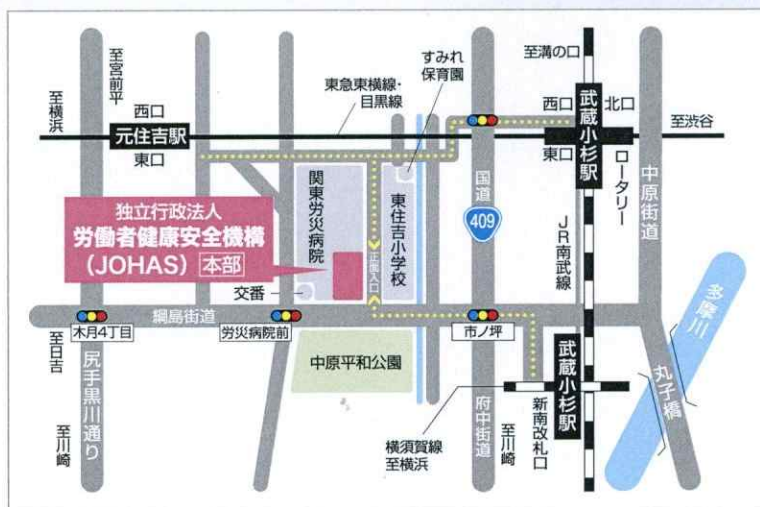 至横浜
至宮前平
西口
元住吉駅
東口
東急東横線・
目黒線
すみれ
保育園
至溝の口
西口
北口
武蔵小杉駅
東口
ロータリー
至渋谷
中原街道
独立行政法人
労働者健康安全機構
(JOHAS) 本部
関東労災病院
正面入口
東住吉小学校
国道
409
JR南武線
多摩川
交番
木月4丁目
綱島街道
労災病院前
市ノ坪
至日吉
尻手黒川通り
至川崎
中原平和公園
府中街道
至川崎
新南改札口
武蔵小杉駅
丸子橋
横須賀線
至横浜